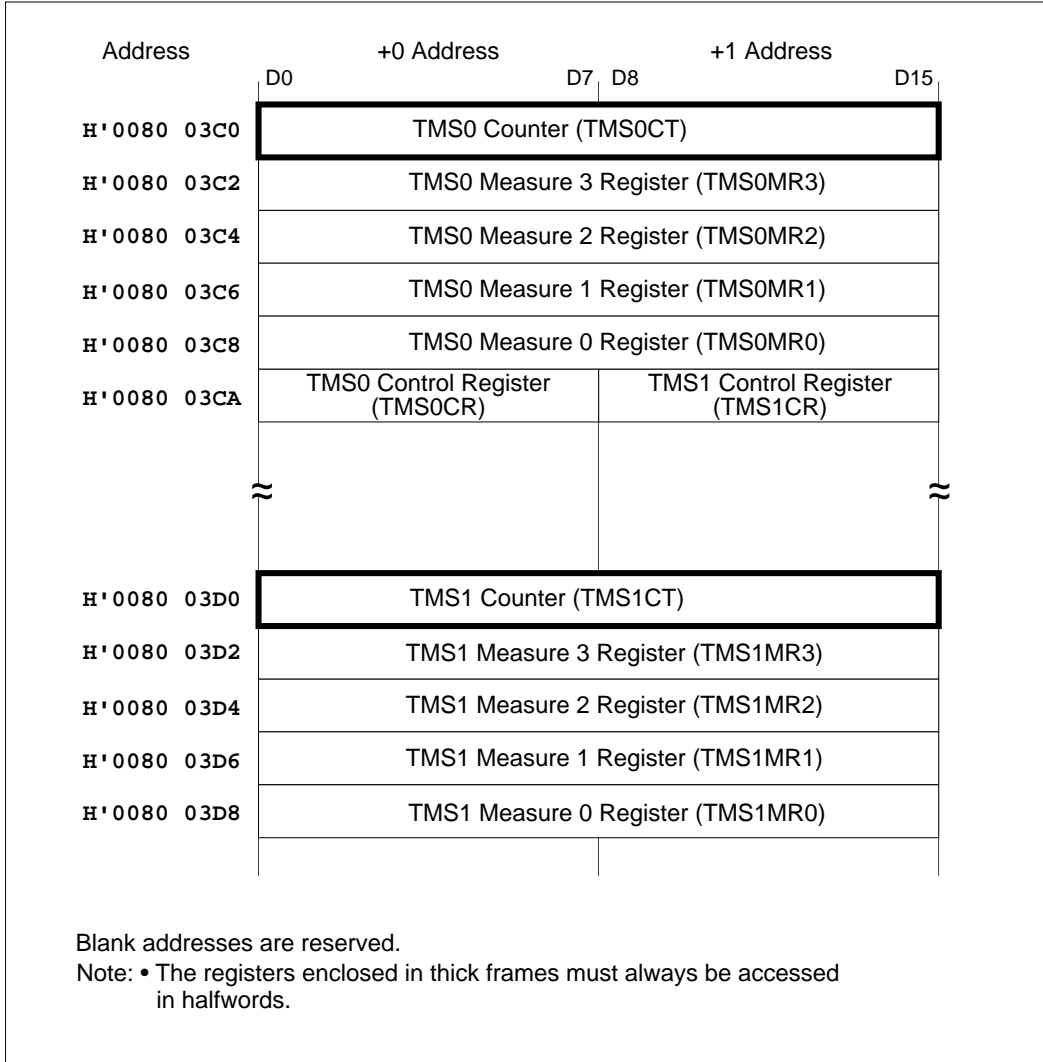 Address +0 Address +1 Address
D0 D7 D8 D15
H'0080 03C0 TMS0 Counter (TMS0CT)
H'0080 03C2 TMS0 Measure 3 Register (TMS0MR3)
H'0080 03C4 TMS0 Measure 2 Register (TMS0MR2)
H'0080 03C6 TMS0 Measure 1 Register (TMS0MR1)
H'0080 03C8 TMS0 Measure 0 Register (TMS0MR0)
H'0080 03CA TMS0 Control Register (TMS0CR) TMS1 Control Register (TMS1CR)
≈ ≈
H'0080 03D0 TMS1 Counter (TMS1CT)
H'0080 03D2 TMS1 Measure 3 Register (TMS1MR3)
H'0080 03D4 TMS1 Measure 2 Register (TMS1MR2)
H'0080 03D6 TMS1 Measure 1 Register (TMS1MR1)
H'0080 03D8 TMS1 Measure 0 Register (TMS1MR0)
Blank addresses are reserved.
Note: • The registers enclosed in thick frames must always be accessed
in halfwords.